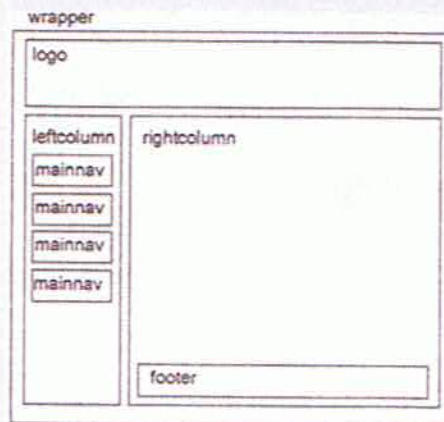 wrapper
logo
leftcolumn
mainnav
mainnav
mainnav
mainnav
rightcolumn
footer